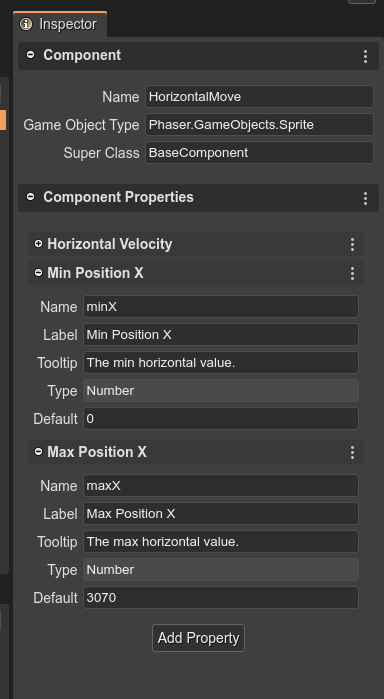 Inspector
Component
Name HorizontalMove
Game Object Type Phaser.GameObjects.Sprite
Super Class BaseComponent
Component Properties
Horizontal Velocity
Min Position X
Name minX
Label Min Position X
Tooltip The min horizontal value.
Type Number
Default 0
Max Position X
Name maxX
Label Max Position X
Tooltip The max horizontal value.
Type Number
Default 3070
Add Property